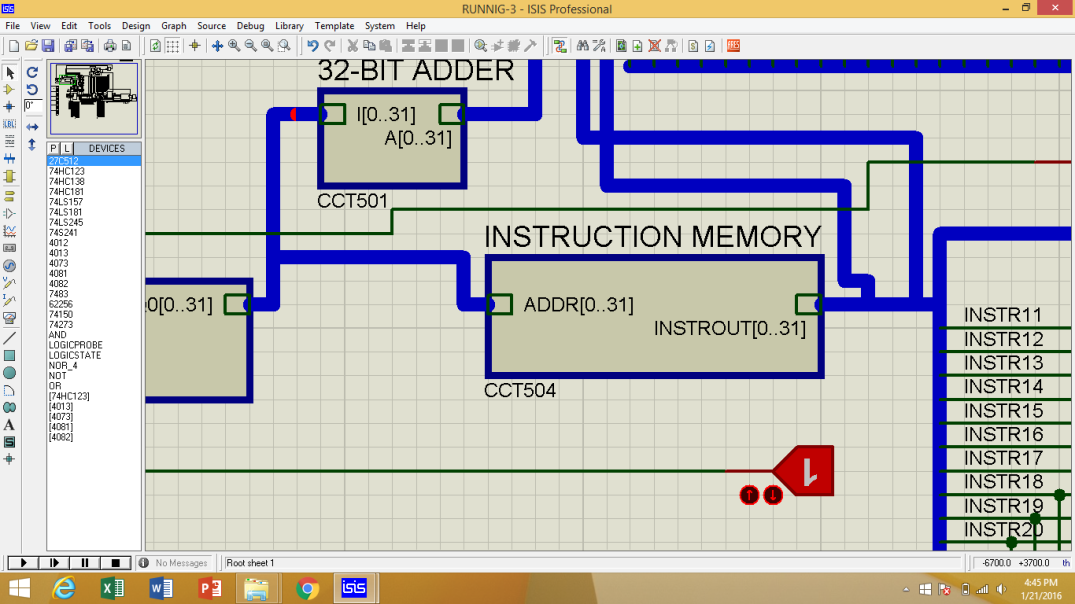 RUNNIG-3 - ISIS Professional
File View Edit Tools Design Graph Source Debug Library Template System Help
32-BIT ADDER
I[0..31]
A[0..31]
CCT501
0°
P L DEVICES
27C512
74HC123
74HC138
74HC181
74LS157
74LS181
74LS245
74S241
4012
4013
4073
4081
4082
7483
62256
74150
74273
AND
LOGICPROBE
LOGICSTATE
NOR_4
NOT
OR
[74HC123]
[4013]
[4073]
[4081]
[4082]
INSTRUCTION MEMORY
0[0..31]
ADDR[0..31]
INSTROUT[0..31]
CCT504
1
INSTR11
INSTR12
INSTR13
INSTR14
INSTR15
INSTR16
INSTR17
INSTR18
INSTR19
INSTR20
No Messages
Root sheet 1
-6700.0 +3700.0 th
isis
4:45 PM
1/21/2016